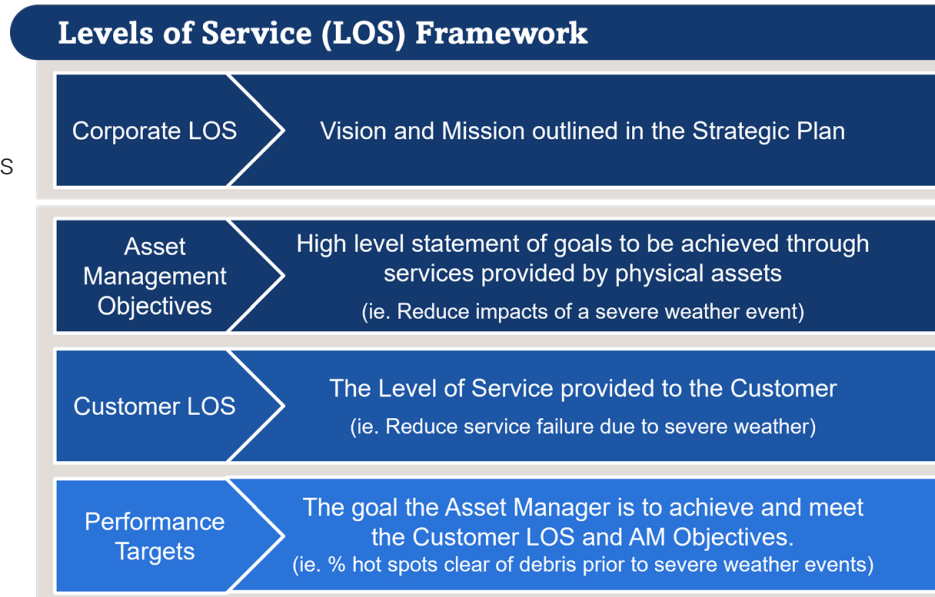 Levels of Service (LOS) Framework
Corporate LOS
Vision and Mission outlined in the Strategic Plan
s
Asset
Management
Objectives
High level statement of goals to be achieved through
services provided by physical assets
(ie. Reduce impacts of a severe weather event)
Customer LOS
The Level of Service provided to the Customer
(ie. Reduce service failure due to severe weather)
Performance
Targets
The goal the Asset Manager is to achieve and meet
the Customer LOS and AM Objectives.
(ie. % hot spots clear of debris prior to severe weather events)